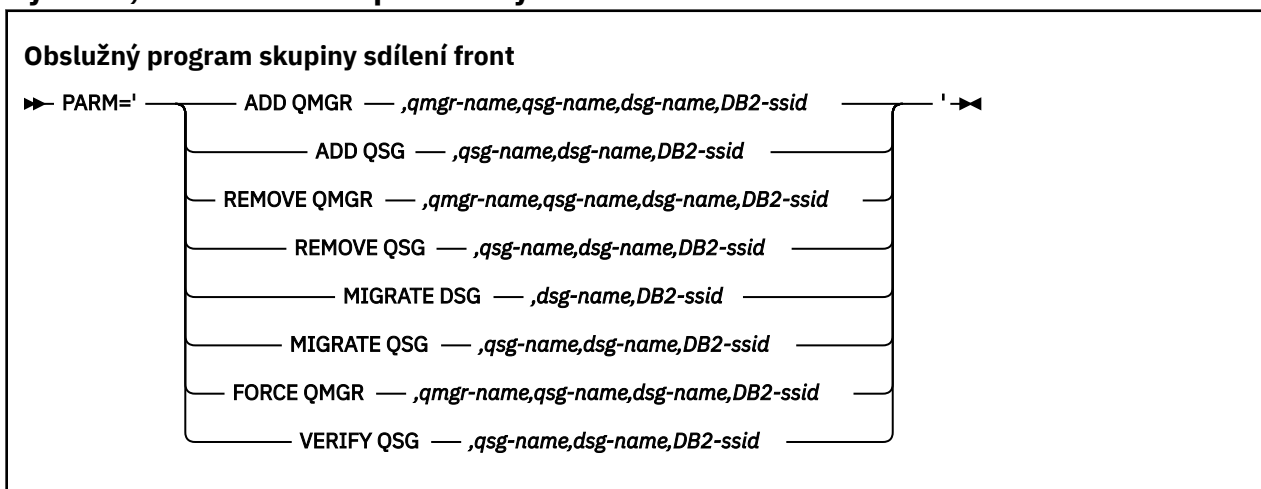 Obslužný program skupiny sdílení front
PARM=' ADD QMGR ,qmgr-name,qsg-name,dsg-name,DB2-ssid '
ADD QSG ,qsg-name,dsg-name,DB2-ssid
REMOVE QMGR ,qmgr-name,qsg-name,dsg-name,DB2-ssid
REMOVE QSG ,qsg-name,dsg-name,DB2-ssid
MIGRATE DSG ,dsg-name,DB2-ssid
MIGRATE QSG ,qsg-name,dsg-name,DB2-ssid
FORCE QMGR ,qmgr-name,qsg-name,dsg-name,DB2-ssid
VERIFY QSG ,qsg-name,dsg-name,DB2-ssid